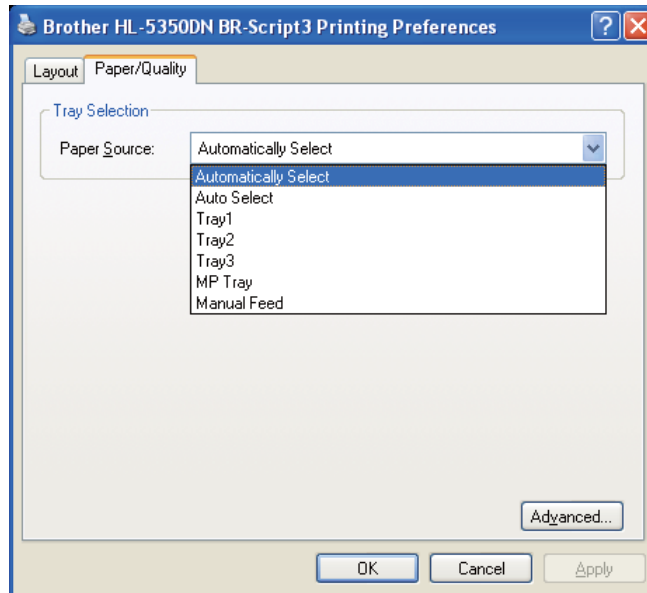 Brother HL-5350DN BR-Script3 Printing Preferences
Layout Paper/Quality
Tray Selection
Paper Source: Automatically Select
Automatically Select
Auto Select
Tray1
Tray2
Tray3
MP Tray
Manual Feed
Advanced...
OK Cancel Apply